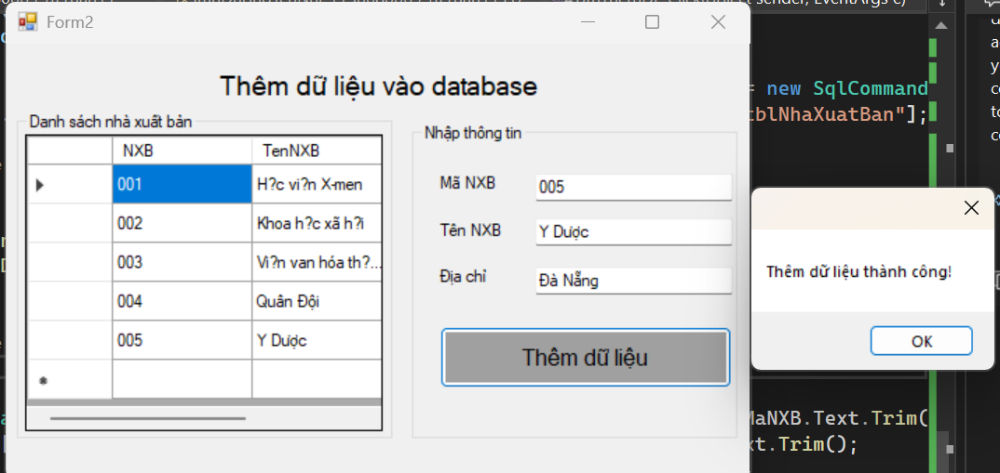 Form2
sender, EventArgs e)
Thêm dữ liệu vào database
= new SqlCommand
tblNhaXuatBan"];
Danh sách nhà xuất bản
NXB TenNXB
001 H?c vi?n X-men
002 Khoa h?c xã h?i
003 Vi?n van hóa th?...
004 Quân Đội
005 Y Dược
Nhập thông tin
Mã NXB 005
Tên NXB Y Dược
Địa chỉ Đà Nẵng
Thêm dữ liệu
Thêm dữ liệu thành công!
OK
MaNXB.Text.Trim(
xt.Trim();